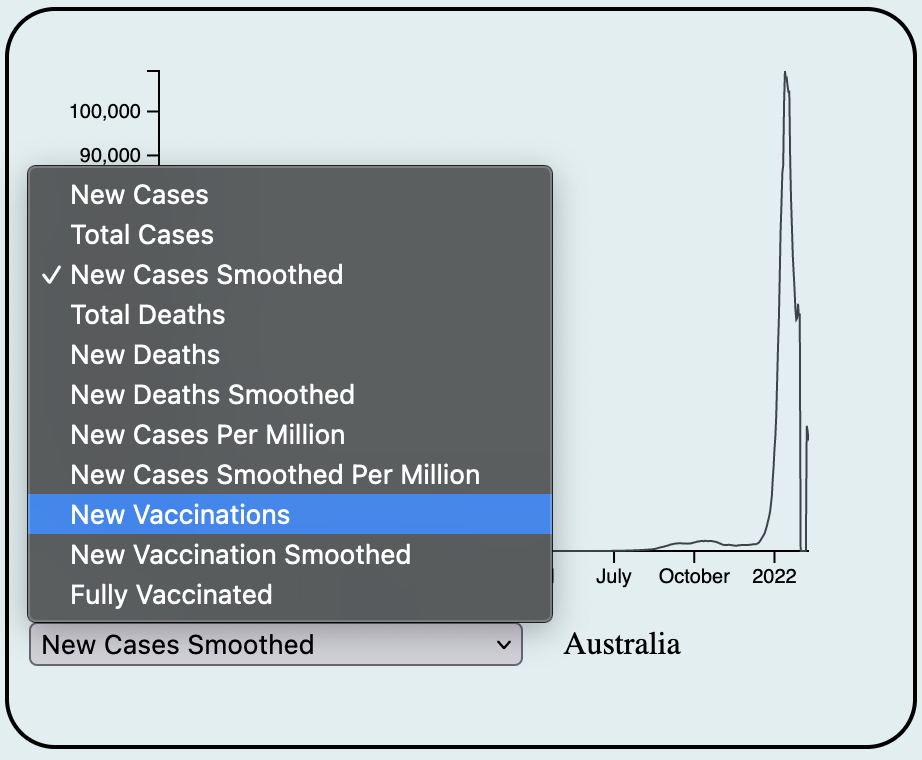 100,000
90,000
New Cases
Total Cases
✓ New Cases Smoothed
Total Deaths
New Deaths
New Deaths Smoothed
New Cases Per Million
New Cases Smoothed Per Million
New Vaccinations
New Vaccination Smoothed
Fully Vaccinated
July October 2022
New Cases Smoothed Australia